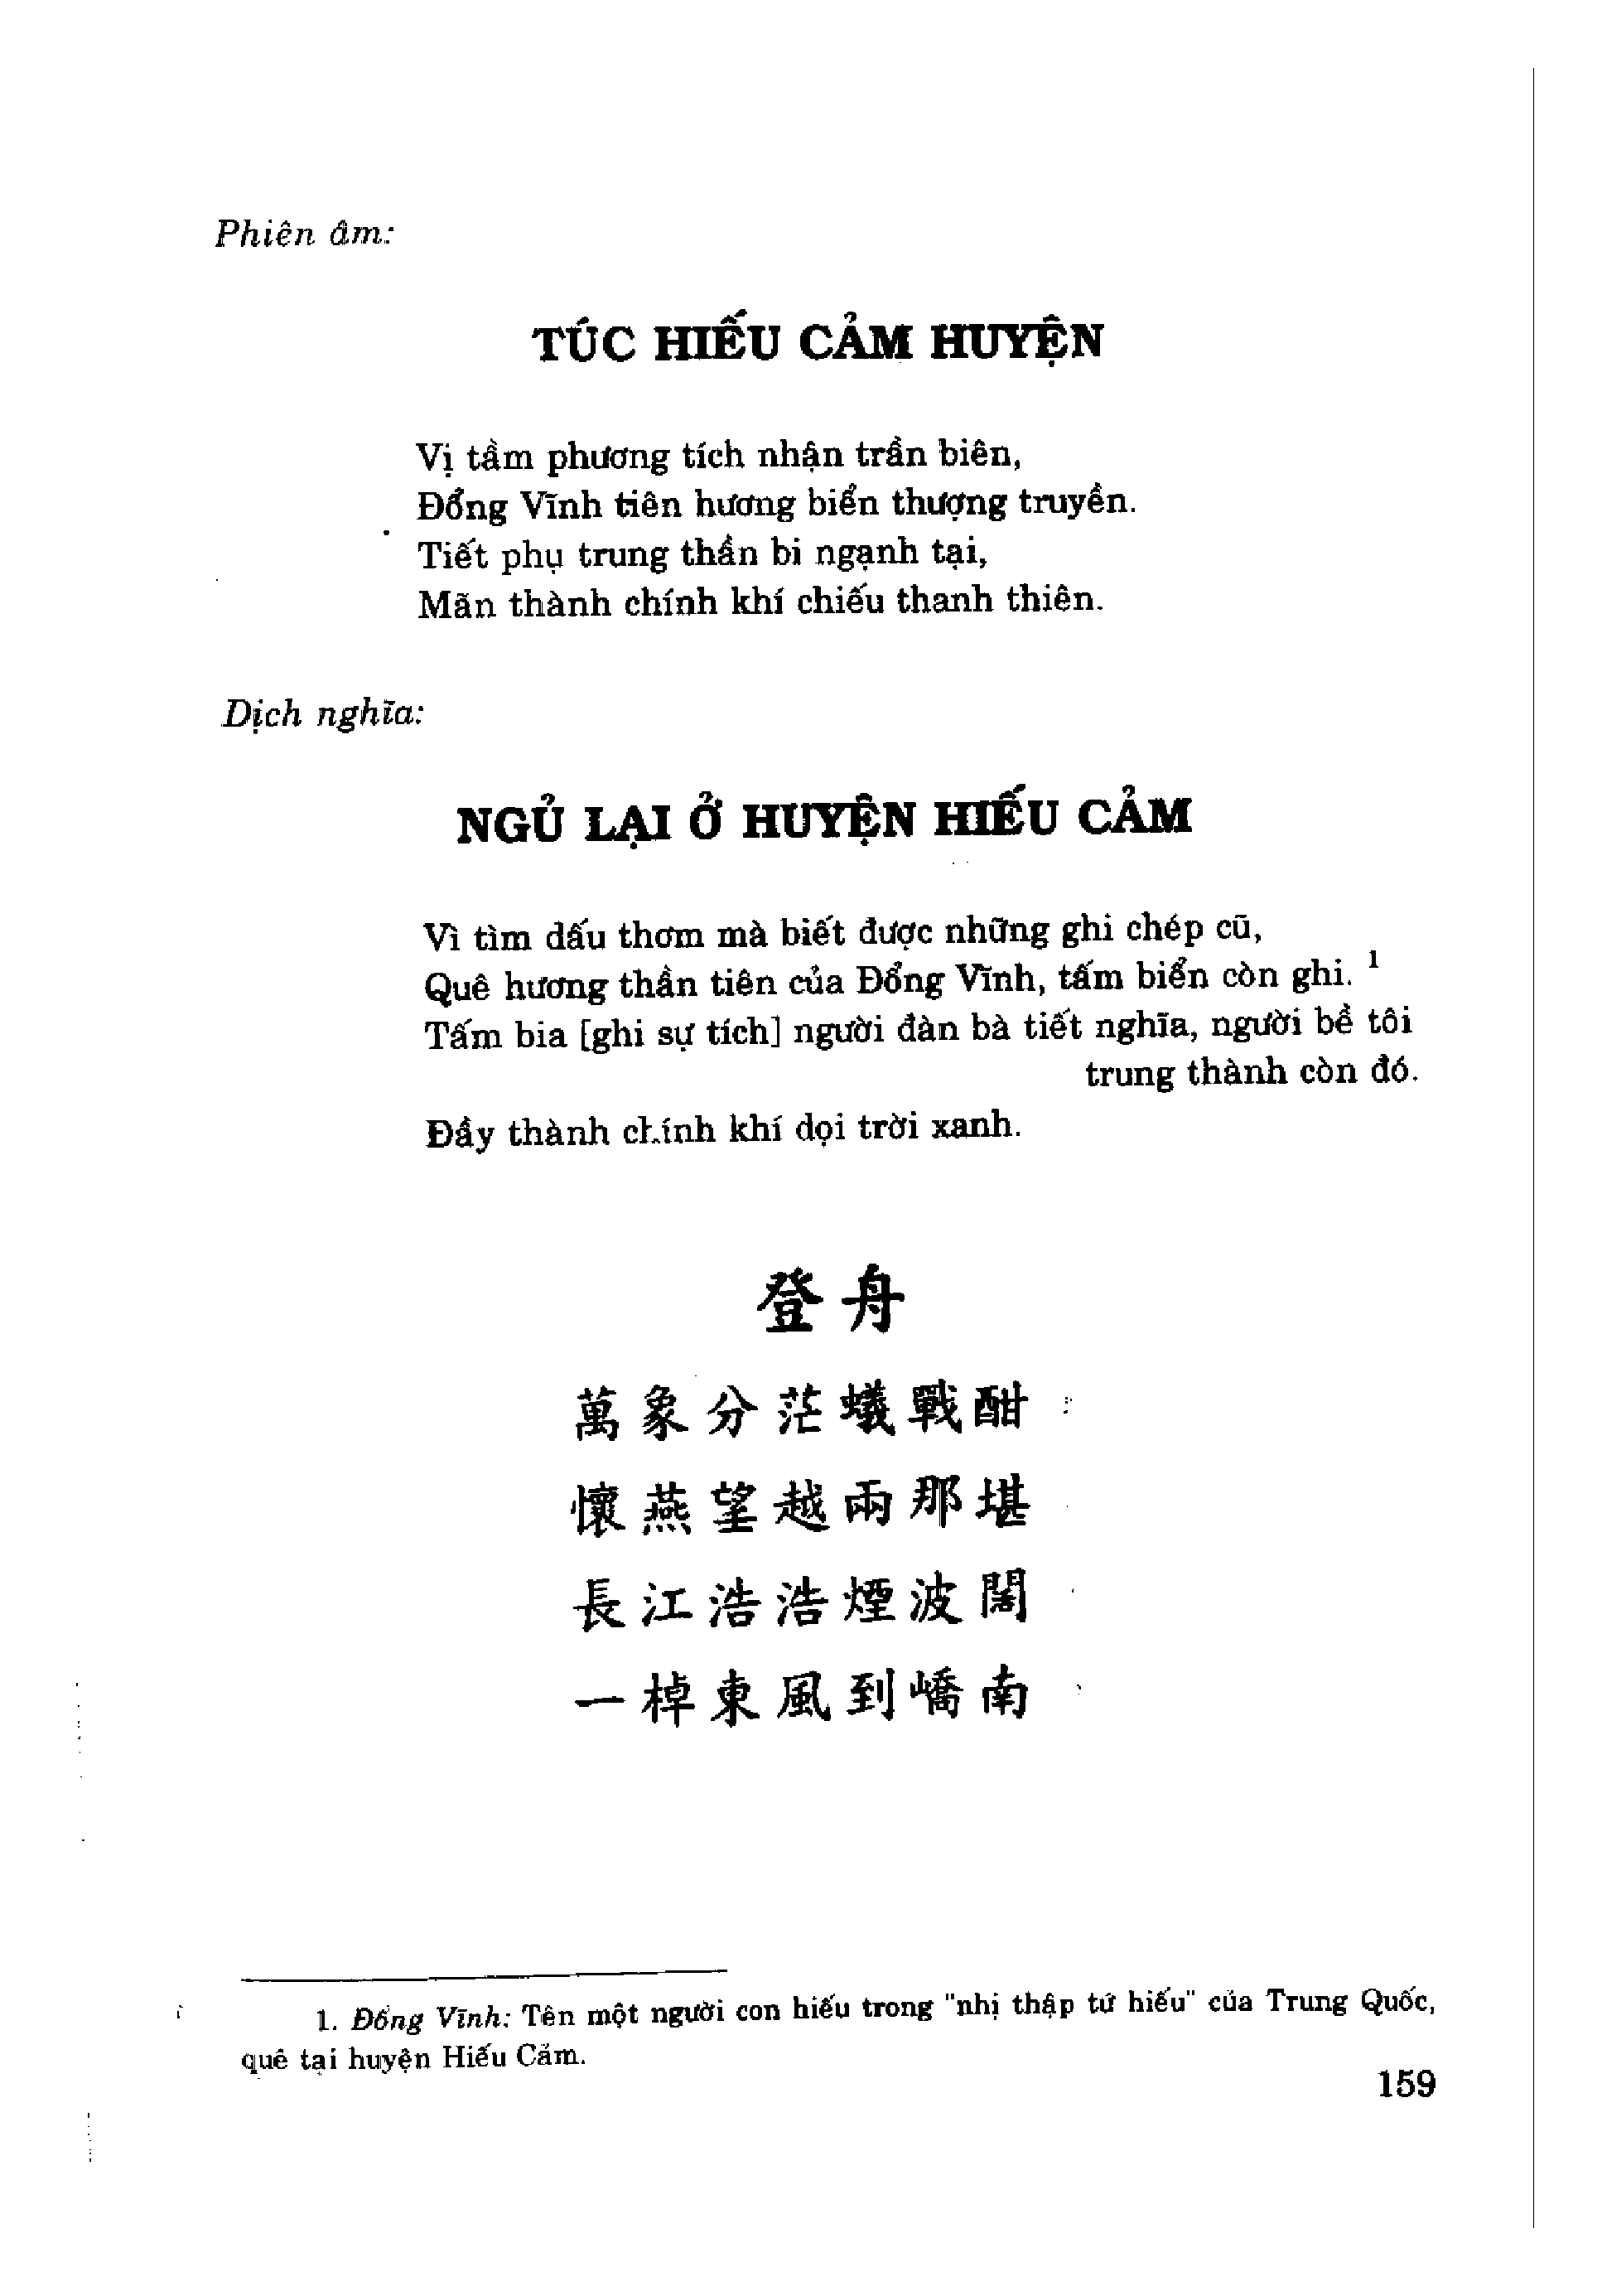 Phiên âm:
TÚC HIẾU CẢM HUYỆN
Vị tầm phương tích nhận trần biên,
Đổng Vĩnh tiên hương biển thượng truyền.
Tiết phụ trung thần bi ngạnh tại,
Mãn thành chính khí chiếu thanh thiên.
Dịch nghĩa:
NGỦ LẠI Ở HUYỆN HIẾU CẢM
Vì tìm dấu thơm mà biết được những ghi chép cũ,
Quê hương thần tiên của Đổng Vĩnh, tấm biển còn ghi. 1
Tấm bia [ghi sự tích] người đàn bà tiết nghĩa, người bề tôi
trung thành còn đó.
Đầy thành chính khí dọi trời xanh.
登舟
萬象分茫蟻戰酣
懷燕望越兩那堪
長江浩浩煙波闊
一棹東風到嶠南
1. Đổng Vĩnh: Tên một người con hiếu trong "nhị thập tứ hiếu" của Trung Quốc,
quê tại huyện Hiếu Cảm.
159